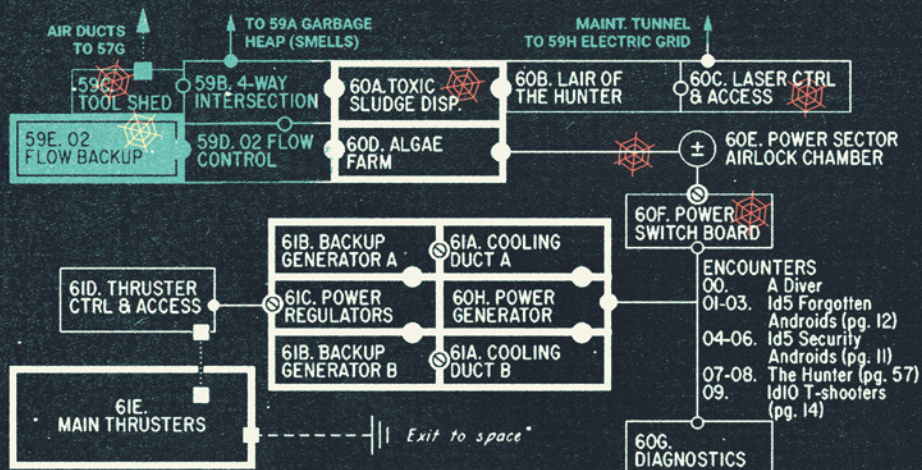 AIR DUCTS
TO 57G
TO 59A GARBAGE
HEAP (SMELLS)
MAINT. TUNNEL
TO 59H ELECTRIC GRID
59C.
TOOL SHED
59B. 4-WAY
INTERSECTION
60A. TOXIC
SLUDGE DISP.
60B. LAIR OF
THE HUNTER
60C. LASER CTRL
& ACCESS
59E. 02
FLOW BACKUP
59D. 02 FLOW
CONTROL
60D. ALGAE
FARM
±
60E. POWER SECTOR
AIRLOCK CHAMBER
60F. POWER
SWITCH BOARD
61B. BACKUP
GENERATOR A
61A. COOLING
DUCT A
61D. THRUSTER
CTRL & ACCESS
61C. POWER
REGULATORS
60H. POWER
GENERATOR
61B. BACKUP
GENERATOR B
61A. COOLING
DUCT B
ENCOUNTERS
00. A Diver
01-03. 1d5 Forgotten
Androids (pg. 12)
04-06. 1d5 Security
Androids (pg. 11)
07-08. The Hunter (pg. 57)
09. 1d10 T-shooters
(pg. 14)
61E.
MAIN THRUSTERS
Exit to space*
60G.
DIAGNOSTICS